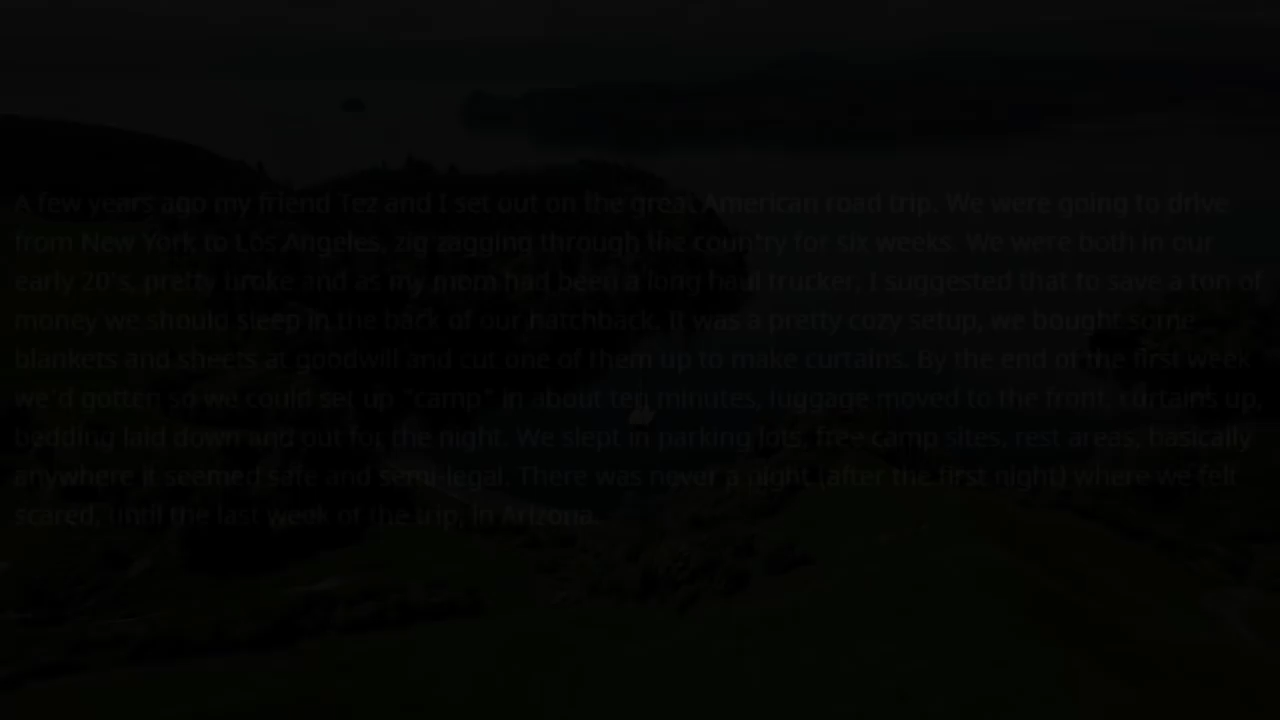 A few years ago my friend Tez and I set out on the great American road trip. We were going to drive
from New York to Los Angeles, zig zagging through the country for six weeks. We were both in our
early 20's, pretty broke and as my mom had been a long haul trucker, I suggested that to save a ton of
money we should sleep in the back of our hatchback. It was a pretty cozy setup, we bought some
blankets and sheets at goodwill and cut one of them up to make curtains. By the end of the first week
we'd gotten so we could set up "camp" in about ten minutes, luggage moved to the front, curtains up,
bedding laid down and out for the night. We slept in parking lots, free camp sites, rest areas, basically
anywhere it seemed safe and semi-legal. There was never a night (after the first night) where we felt
scared, until the last week of the trip, in Arizona.